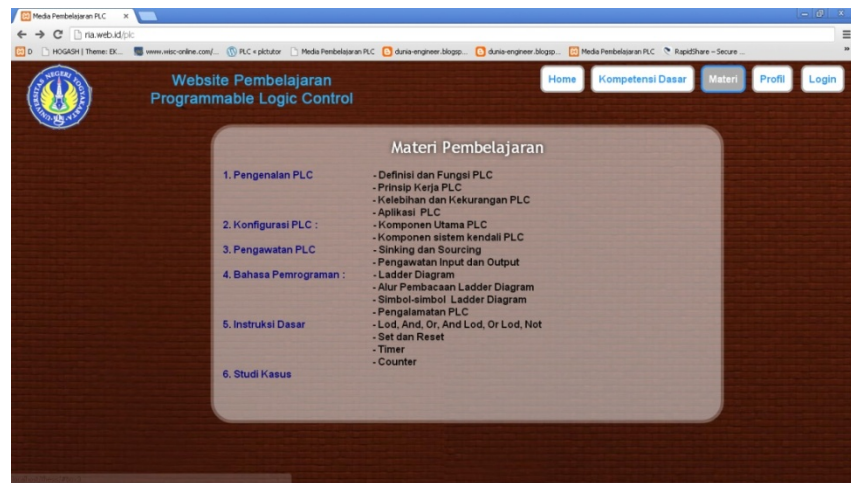 Media Pembelajaran PLC
ria.web.id/plc
D
HOGASH | Theme: EK...
www.wisc-online.com/
PLC « plctutor
Media Pembelajaran PLC
dunia-engineer.blogsp...
dunia-engineer.blogsp...
Media Pembelajaran PLC
RapidShare – Secure ...
UNIVERSITAS NEGERI YOGYAKARTA
Website Pembelajaran
Programmable Logic Control
Home
Kompetensi Dasar
Materi
Profil
Login
Materi Pembelajaran
1. Pengenalan PLC - Definisi dan Fungsi PLC
- Prinsip Kerja PLC
- Kelebihan dan Kekurangan PLC
- Aplikasi PLC
2. Konfigurasi PLC : - Komponen Utama PLC
- Komponen sistem kendali PLC
3. Pengawatan PLC - Sinking dan Sourcing
- Pengawatan Input dan Output
4. Bahasa Pemrograman : - Ladder Diagram
- Alur Pembacaan Ladder Diagram
- Simbol-simbol Ladder Diagram
- Pengalamatan PLC
5. Instruksi Dasar - Lod, And, Or, And Lod, Or Lod, Not
- Set dan Reset
- Timer
- Counter
6. Studi Kasus